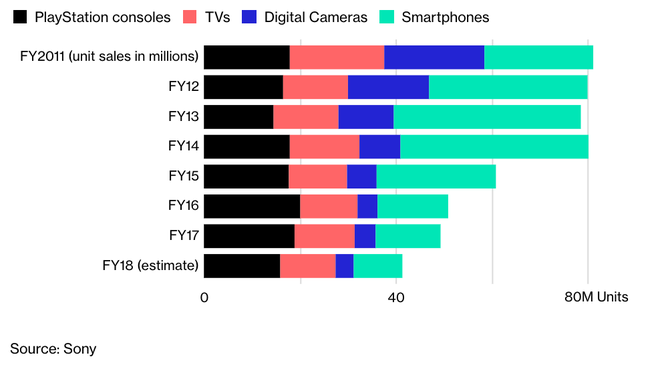 PlayStation consoles TVs Digital Cameras Smartphones
FY2011 (unit sales in millions)
FY12
FY13
FY14
FY15
FY16
FY17
FY18 (estimate)
0 40 80M Units
Source: Sony